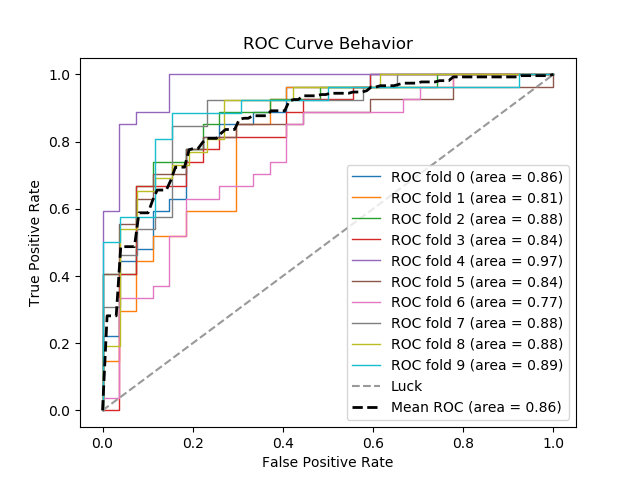 ROC Curve Behavior
True Positive Rate
1.0
0.8
0.6
0.4
0.2
0.0
ROC fold 0 (area = 0.86)
ROC fold 1 (area = 0.81)
ROC fold 2 (area = 0.88)
ROC fold 3 (area = 0.84)
ROC fold 4 (area = 0.97)
ROC fold 5 (area = 0.84)
ROC fold 6 (area = 0.77)
ROC fold 7 (area = 0.88)
ROC fold 8 (area = 0.88)
ROC fold 9 (area = 0.89)
Luck
Mean ROC (area = 0.86)
0.0 0.2 0.4 0.6 0.8 1.0
False Positive Rate